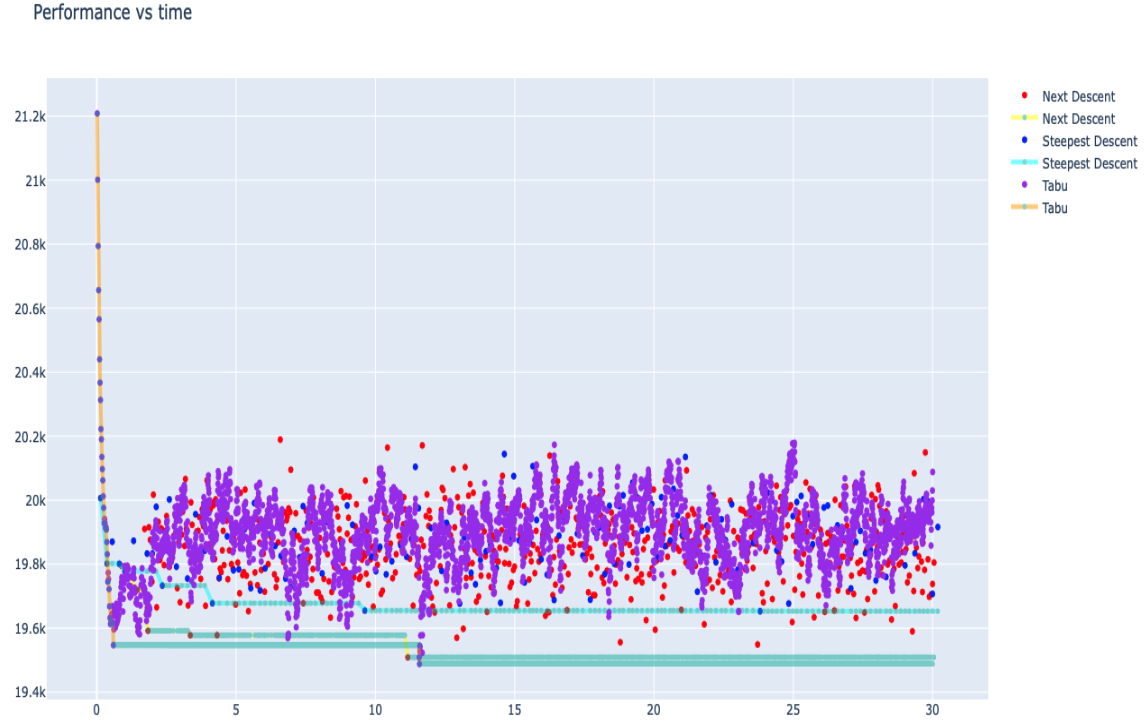 Performance vs time
21.2k
21k
20.8k
20.6k
20.4k
20.2k
20k
19.8k
19.6k
19.4k
0 5 10 15 20 25 30
Next Descent
Next Descent
Steepest Descent
Steepest Descent
Tabu
Tabu